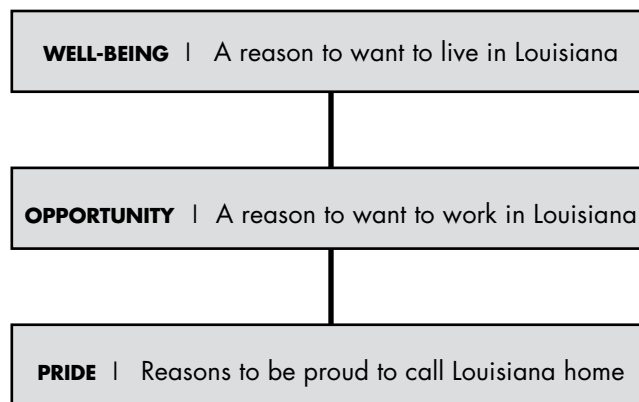 WELL-BEING | A reason to want to live in Louisiana
OPPORTUNITY | A reason to want to work in Louisiana
PRIDE | Reasons to be proud to call Louisiana home